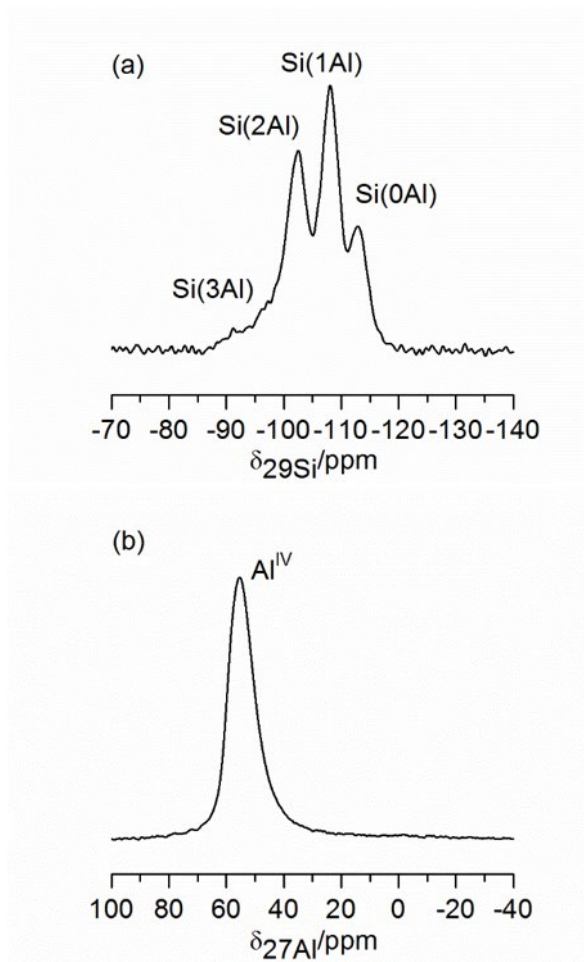 (a)
Si(1Al)
Si(2Al)
Si(0Al)
Si(3Al)
-70 -80 -90 -100 -110 -120 -130 -140
δ29Si/ppm
(b)
AlIV
100 80 60 40 20 0 -20 -40
δ27Al/ppm